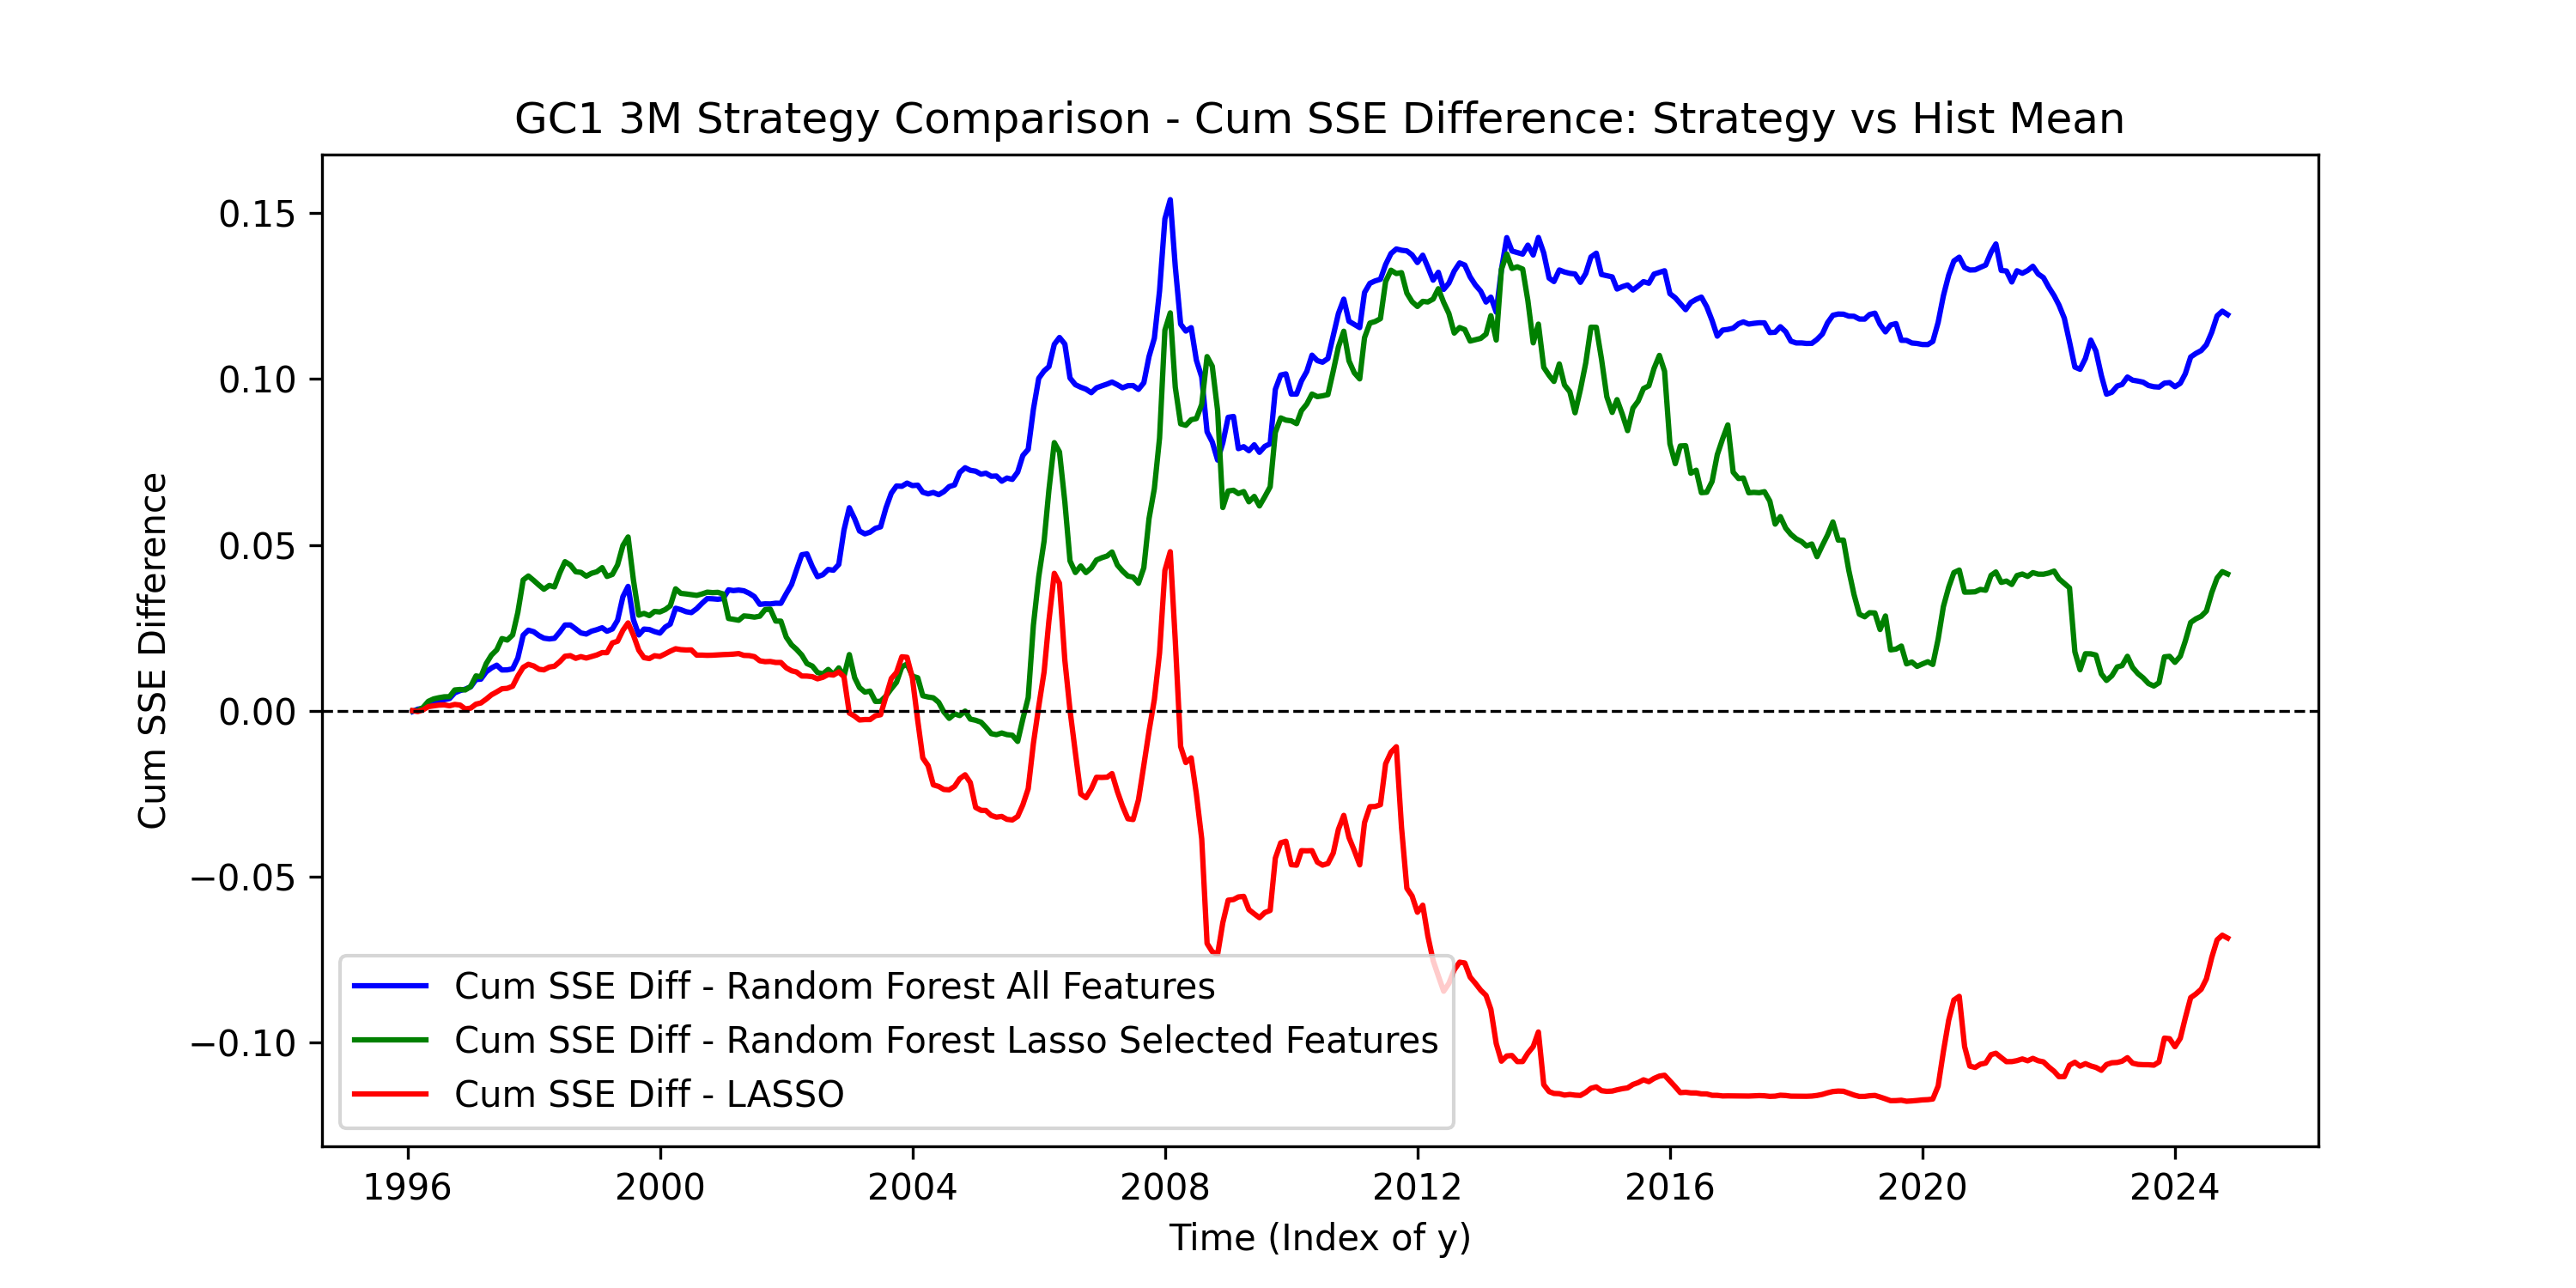 GC1 3M Strategy Comparison - Cum SSE Difference: Strategy vs Hist Mean
Cum SSE Difference
0.15
0.10
0.05
0.00
−0.05
−0.10
Cum SSE Diff - Random Forest All Features
Cum SSE Diff - Random Forest Lasso Selected Features
Cum SSE Diff - LASSO
1996 2000 2004 2008 2012 2016 2020 2024
Time (Index of y)